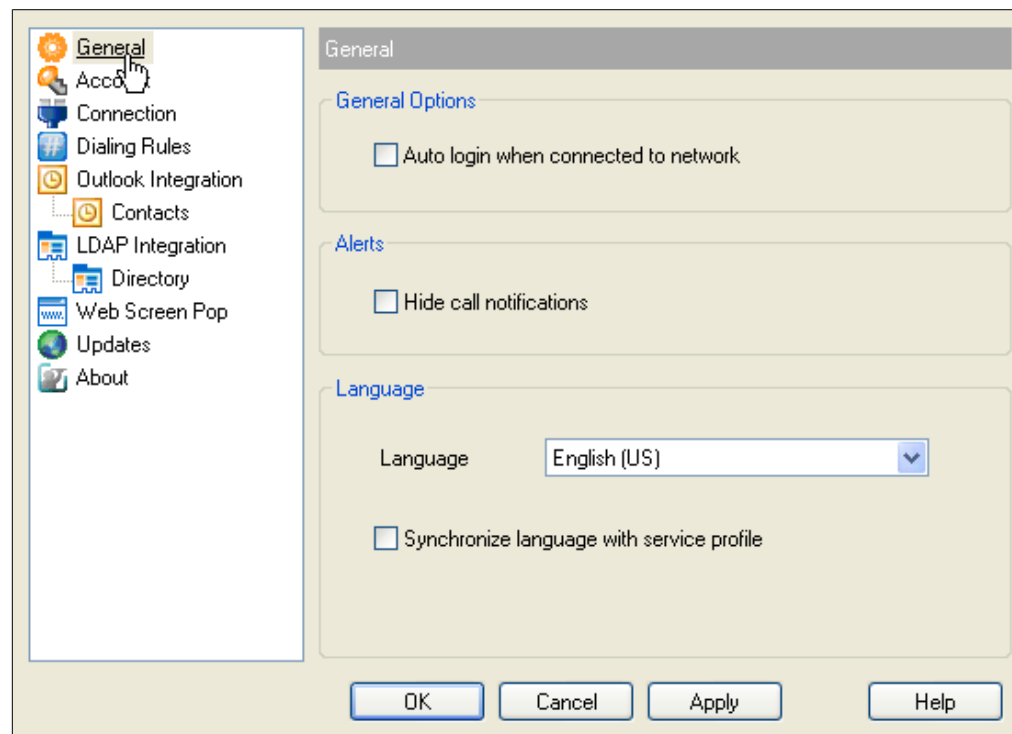 General
Connection
Dialing Rules
Outlook Integration
Contacts
LDAP Integration
Directory
Web Screen Pop
Updates
About
General
General Options
Auto login when connected to network
Alerts
Hide call notifications
Language
Language
English (US)
Synchronize language with service profile
OK
Cancel
Apply
Help